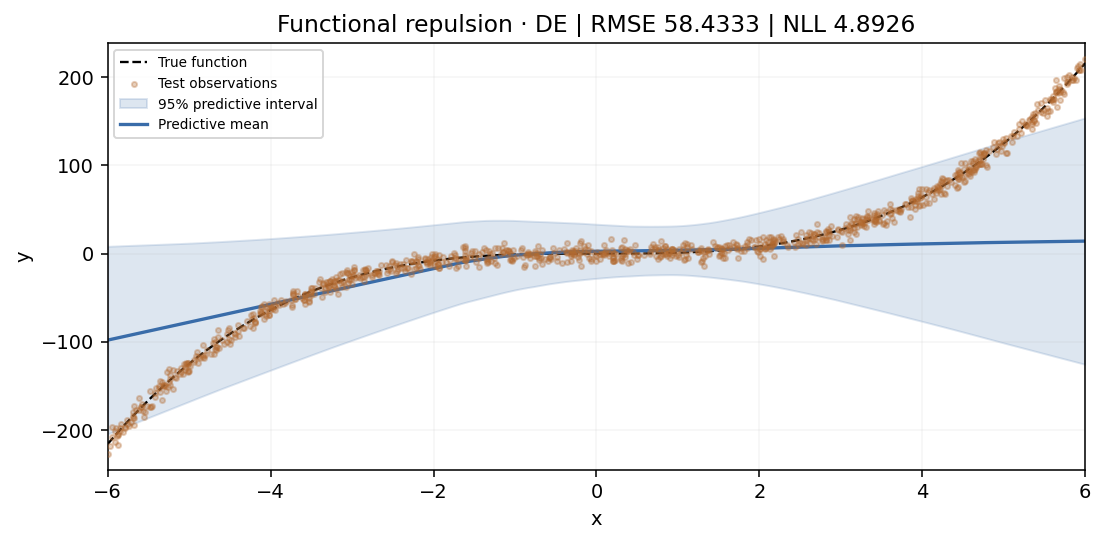 Functional repulsion · DE | RMSE 58.4333 | NLL 4.8926
True function
Test observations
95% predictive interval
Predictive mean
200
100
0
−100
−200
y
−6
−4
−2
0
2
4
6
x